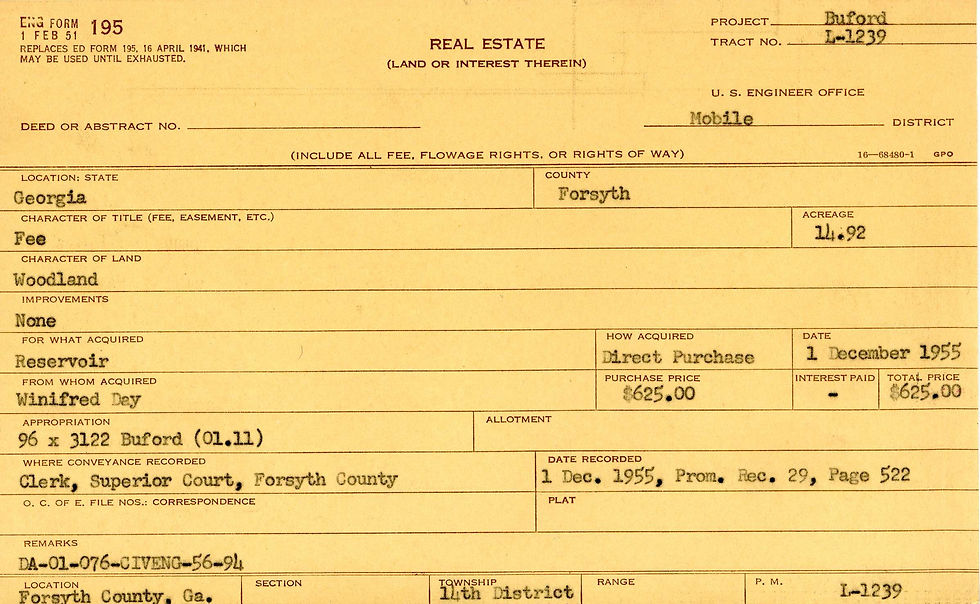 ENG FORM 195
1 FEB 51
REPLACES ED FORM 195, 16 APRIL 1941, WHICH
MAY BE USED UNTIL EXHAUSTED.
REAL ESTATE
(LAND OR INTEREST THEREIN)
PROJECT Buford
TRACT NO. L-1239
U. S. ENGINEER OFFICE
DEED OR ABSTRACT NO.
Mobile DISTRICT
(INCLUDE ALL FEE, FLOWAGE RIGHTS, OR RIGHTS OF WAY)
16—68480-1 GPO
LOCATION: STATE
Georgia
COUNTY
Forsyth
CHARACTER OF TITLE (FEE, EASEMENT, ETC.)
Fee
ACREAGE
14.92
CHARACTER OF LAND
Woodland
IMPROVEMENTS
None
FOR WHAT ACQUIRED
Reservoir
HOW ACQUIRED
Direct Purchase
DATE
1 December 1955
FROM WHOM ACQUIRED
Winifred Day
PURCHASE PRICE
$625.00
INTEREST PAID
-
TOTAL PRICE
$625.00
APPROPRIATION
96 x 3122 Buford (01.11)
ALLOTMENT
WHERE CONVEYANCE RECORDED
Clerk, Superior Court, Forsyth County
DATE RECORDED
1 Dec. 1955, Prom. Rec. 29, Page 522
O. C. OF E. FILE NOS.: CORRESPONDENCE
PLAT
REMARKS
DA-01-076-CIVENG-56-94
LOCATION
Forsyth County, Ga.
SECTION
TOWNSHIP
14th District
RANGE
P. M.
L-1239